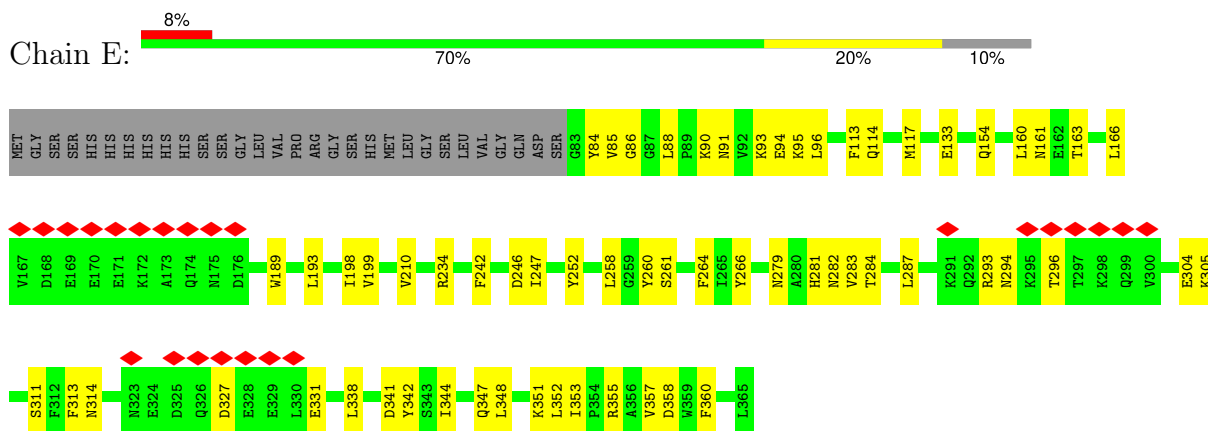 8%
Chain E:
70% 20% 10%
MET GLY SER SER HIS HIS HIS HIS HIS HIS SER SER GLY LEU VAL PRO ARG GLY SER HIS MET LEU GLY SER LEU VAL GLY GLN ASP SER G83 Y84 V85 G86 G87 L88 P89 K90 N91 V92 K93 E94 K95 L96 F113 Q114 M117 E133 Q154 L160 N161 E162 T163 L166
V167 D168 E169 E170 E171 K172 A173 Q174 N175 D176 W189 L193 I198 V199 V210 R234 F242 D246 I247 Y252 L258 G259 Y260 S261 F264 I265 Y266 N279 A280 H281 N282 V283 T284 L287 K291 Q292 R293 N294 K295 T296 T297 K298 Q299 V300 E304 K305
S311 F312 F313 N314 N323 E324 D325 Q326 D327 E328 E329 L330 E331 L338 D341 Y342 S343 I344 Q347 L348 K351 L352 I353 P354 R355 A356 V357 D358 W359 F360 L365